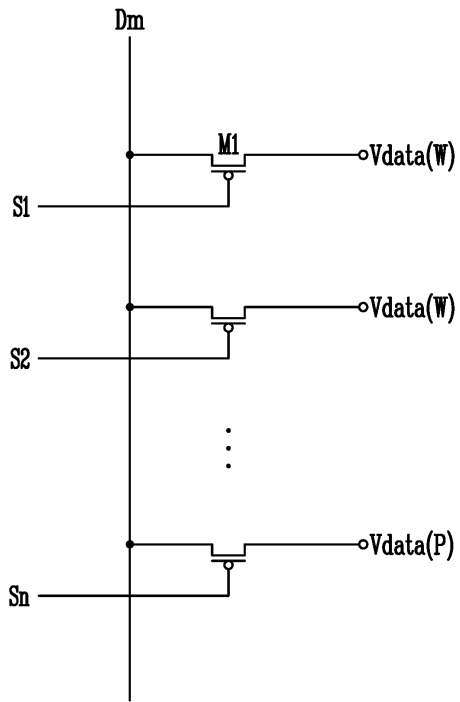 Dm
M1
Vdata(W)
S1
Vdata(W)
S2
Vdata(P)
Sn